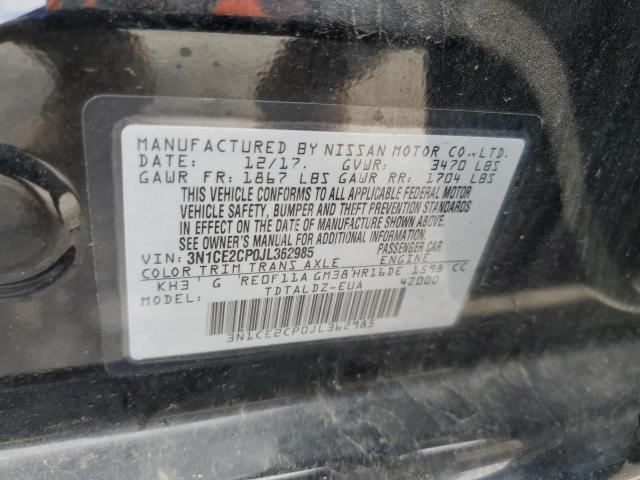 MANUFACTURED BY NISSAN MOTOR CO.,LTD.
DATE: 12/17. GVWR: 3470 LBS
GAWR FR: 1867 LBS GAWR RR: 1704 LBS
THIS VEHICLE CONFORMS TO ALL APPLICABLE FEDERAL MOTOR
VEHICLE SAFETY, BUMPER AND THEFT PREVENTION STANDARDS
IN EFFECT ON THE DATE OF MANUFACTURE SHOWN ABOVE.
SEE OWNER'S MANUAL FOR ADDITIONAL INFORMATION
VIN: 3N1CE2CP0JL362985 PASSENGER CAR
COLOR TRIM TRANS AXLE ENGINE
KH3 G RE0F11A GM38 HR16DE 1598 CC
MODEL: TDTALDZ-EUA 42000
3N1CE2CP0JL362985